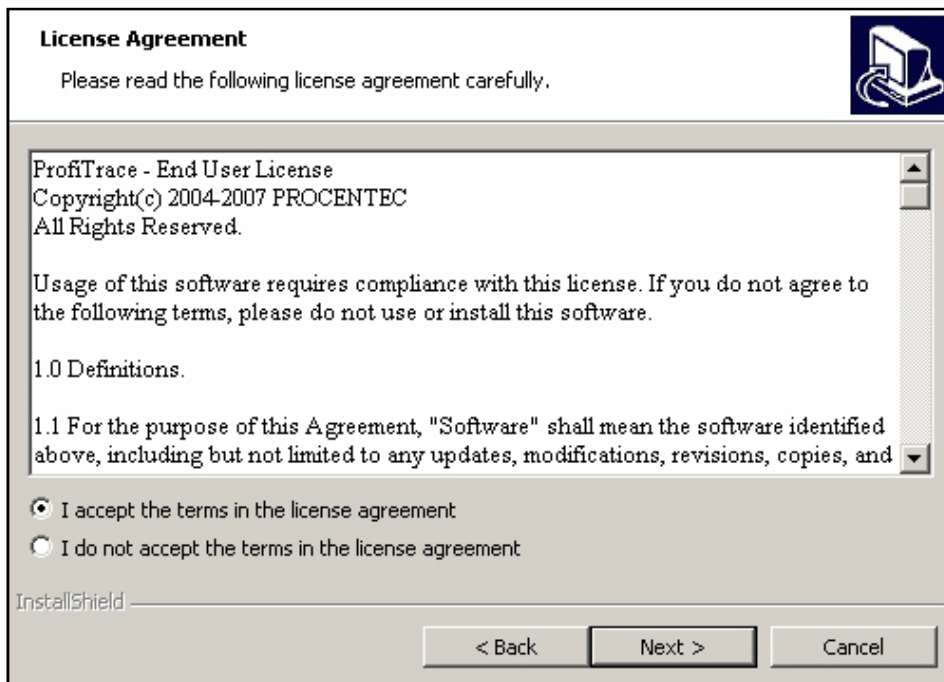 License Agreement
Please read the following license agreement carefully.
ProfiTrace - End User License
Copyright(c) 2004-2007 PROCENTEC
All Rights Reserved.
Usage of this software requires compliance with this license. If you do not agree to
the following terms, please do not use or install this software.
1.0 Definitions.
1.1 For the purpose of this Agreement, "Software" shall mean the software identified
above, including but not limited to any updates, modifications, revisions, copies, and
I accept the terms in the license agreement
I do not accept the terms in the license agreement
InstallShield
< Back
Next >
Cancel